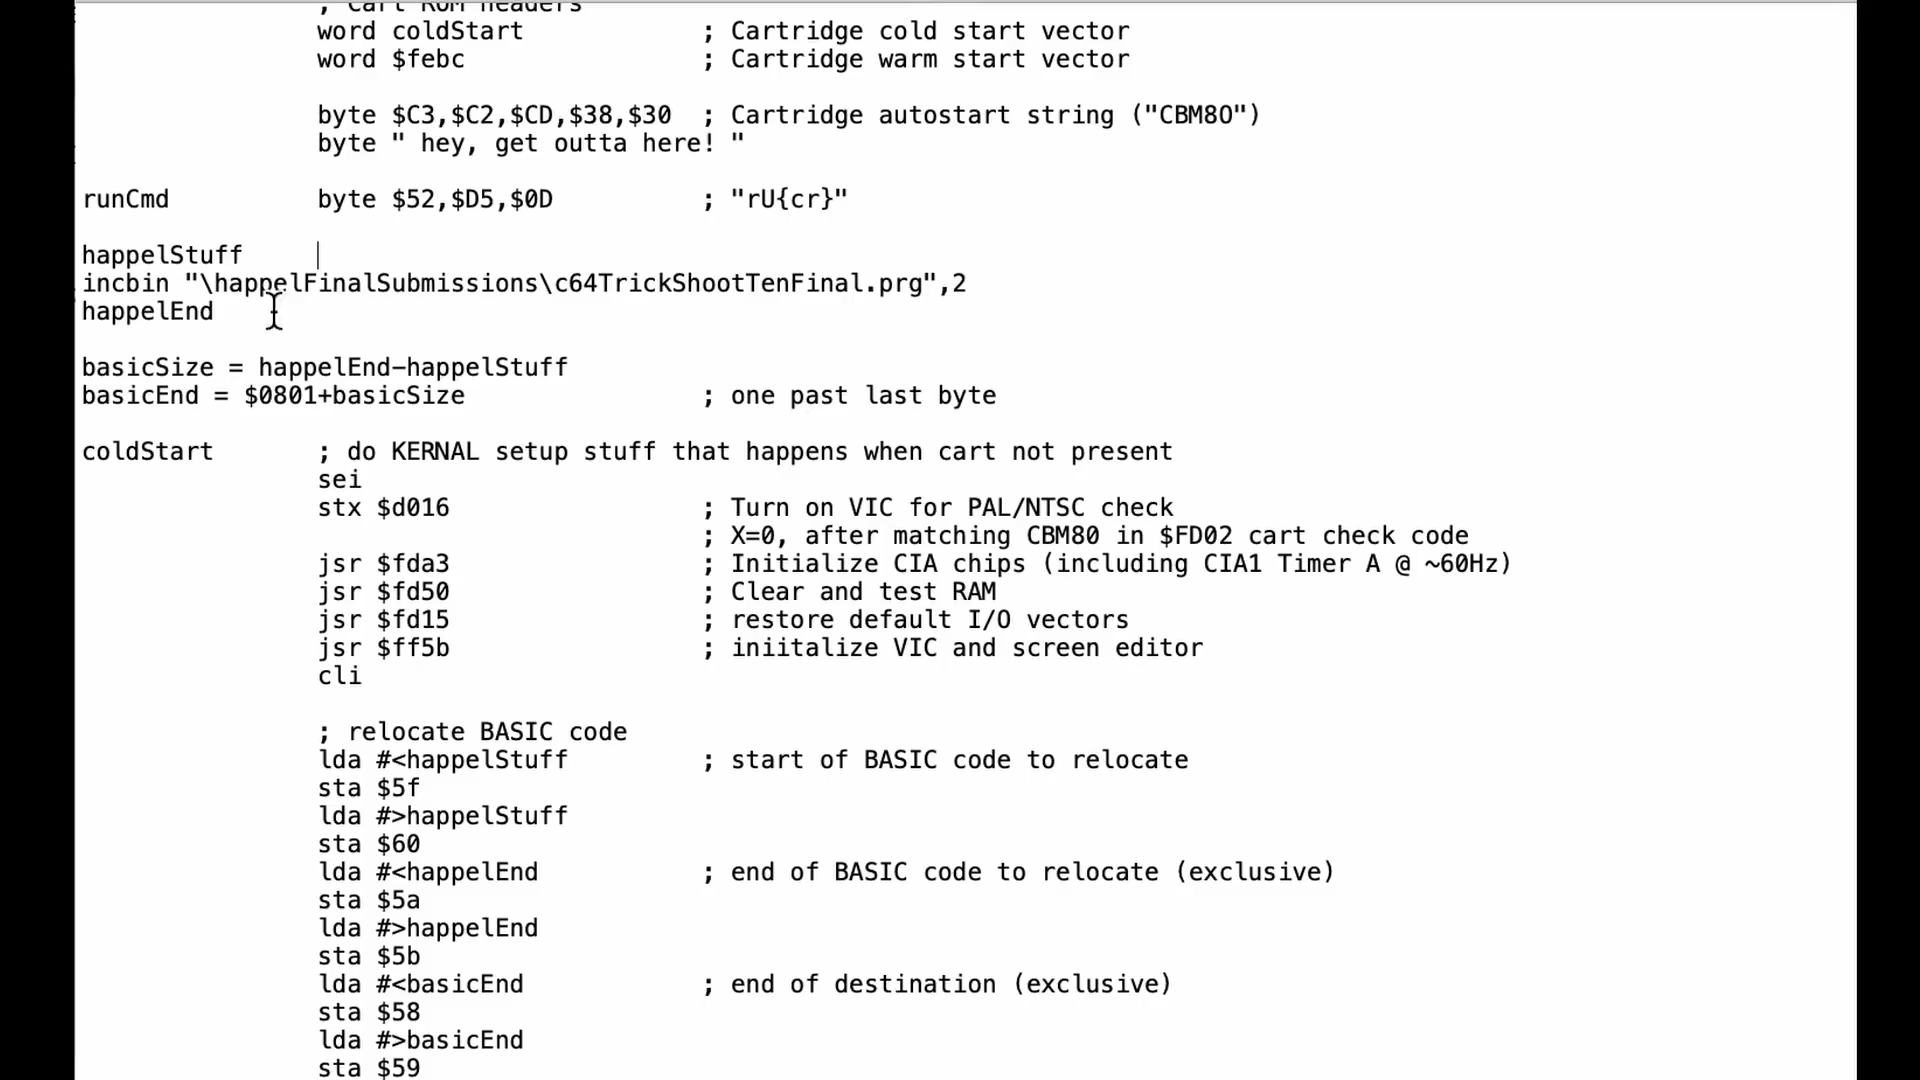 ; Cart ROM headers
word coldStart ; Cartridge cold start vector
word $febc ; Cartridge warm start vector
byte $C3,$C2,$CD,$38,$30 ; Cartridge autostart string ("CBM8O")
byte " hey, get outta here! "
runCmd byte $52,$D5,$0D ; "rU{cr}"
happelStuff
incbin "\happelFinalSubmissions\c64TrickShootTenFinal.prg",2
happelEnd
basicSize = happelEnd-happelStuff
basicEnd = $0801+basicSize ; one past last byte
coldStart ; do KERNAL setup stuff that happens when cart not present
sei
stx $d016 ; Turn on VIC for PAL/NTSC check
; X=0, after matching CBM80 in $FD02 cart check code
jsr $fda3 ; Initialize CIA chips (including CIA1 Timer A @ ~60Hz)
jsr $fd50 ; Clear and test RAM
jsr $fd15 ; restore default I/O vectors
jsr $ff5b ; iniitalize VIC and screen editor
cli
; relocate BASIC code
lda #<happelStuff ; start of BASIC code to relocate
sta $5f
lda #>happelStuff
sta $60
lda #<happelEnd ; end of BASIC code to relocate (exclusive)
sta $5a
lda #>happelEnd
sta $5b
lda #<basicEnd ; end of destination (exclusive)
sta $58
lda #>basicEnd
sta $59